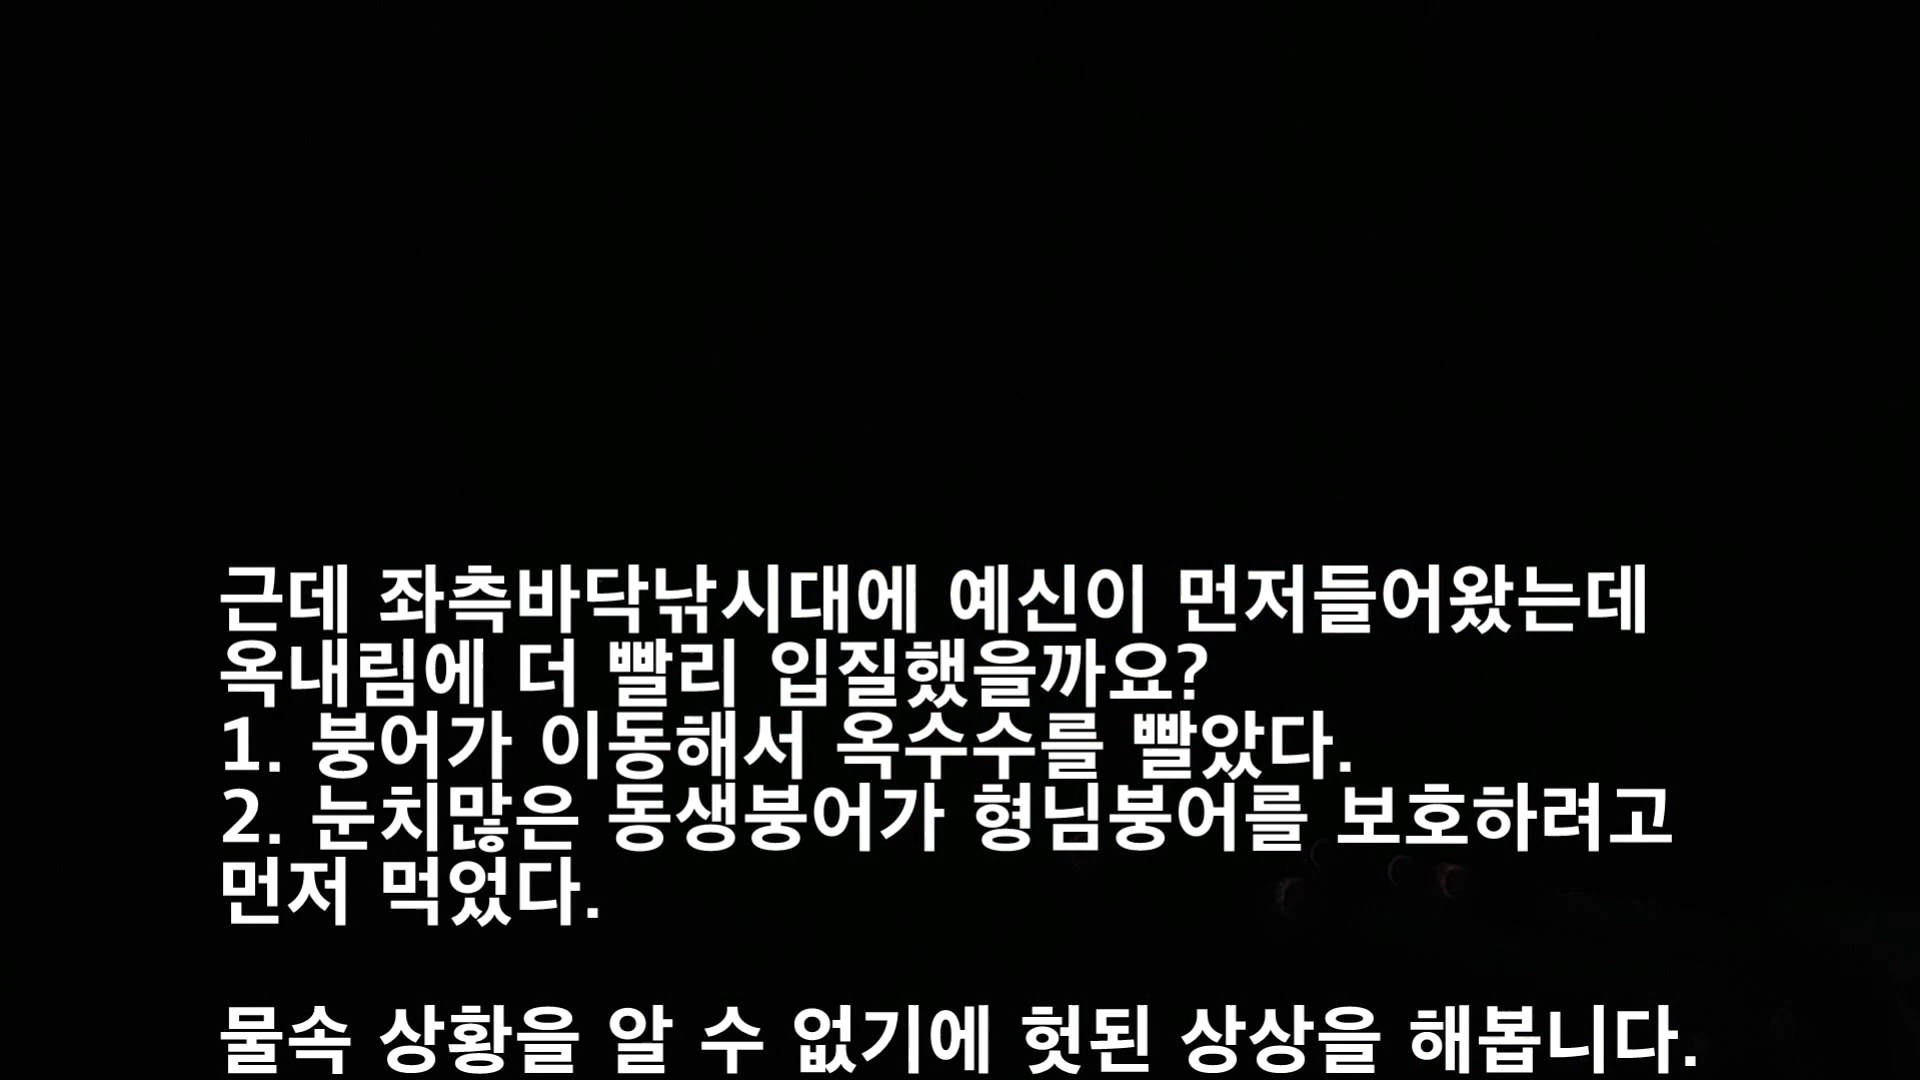 근데 좌측바닥낚시대에 예신이 먼저들어왔는데
옥내림에 더 빨리 입질했을까요?
1. 붕어가 이동해서 옥수수를 빨았다.
2. 눈치많은 동생붕어가 형님붕어를 보호하려고
먼저 먹었다.
물속 상황을 알 수 없기에 헛된 상상을 해봅니다.